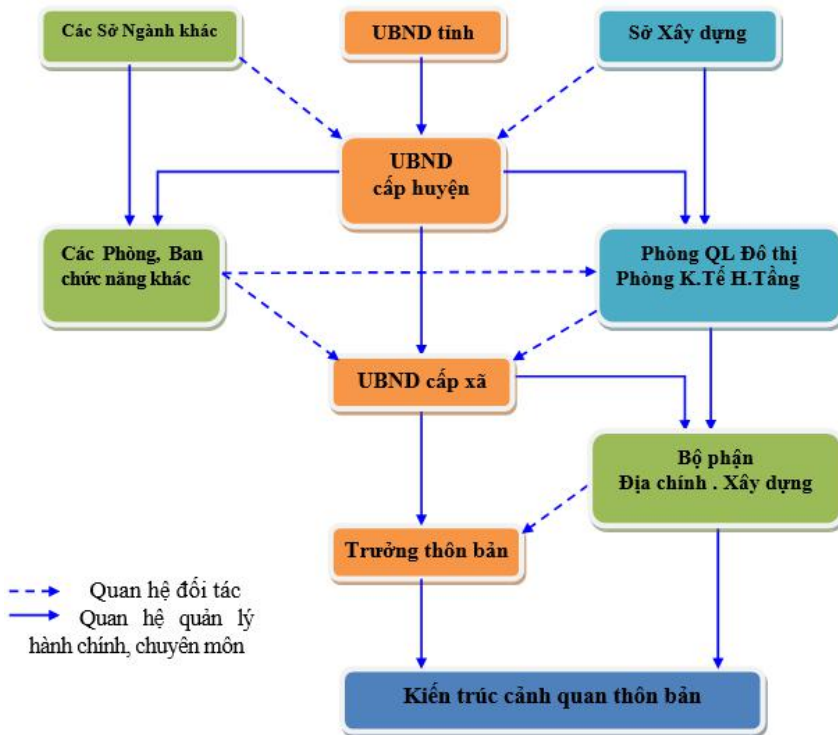 Các Sở Ngành khác
UBND tỉnh
Sở Xây dựng
UBND
cấp huyện
Các Phòng, Ban
chức năng khác
Phòng QL Đô thị
Phòng K.Tế H.Tầng
UBND cấp xã
Bộ phận
Địa chính . Xây dựng
Trưởng thôn bản
Quan hệ đối tác
Quan hệ quản lý
hành chính, chuyên môn
Kiến trúc cảnh quan thôn bản